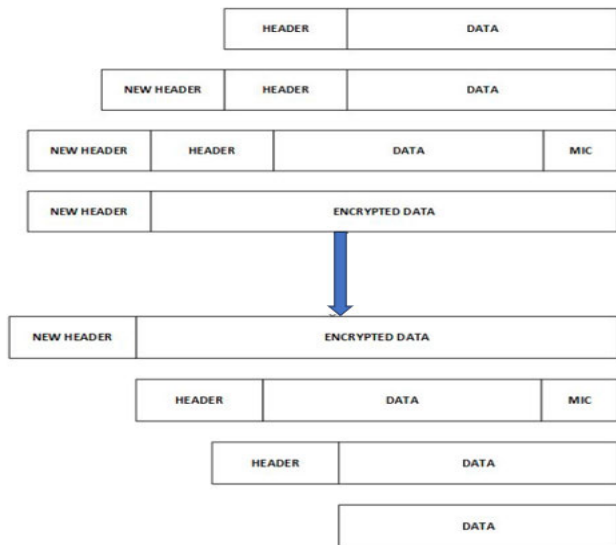 HEADER DATA
NEW HEADER HEADER DATA
NEW HEADER HEADER DATA MIC
NEW HEADER ENCRYPTED DATA
NEW HEADER ENCRYPTED DATA
HEADER DATA MIC
HEADER DATA
DATA